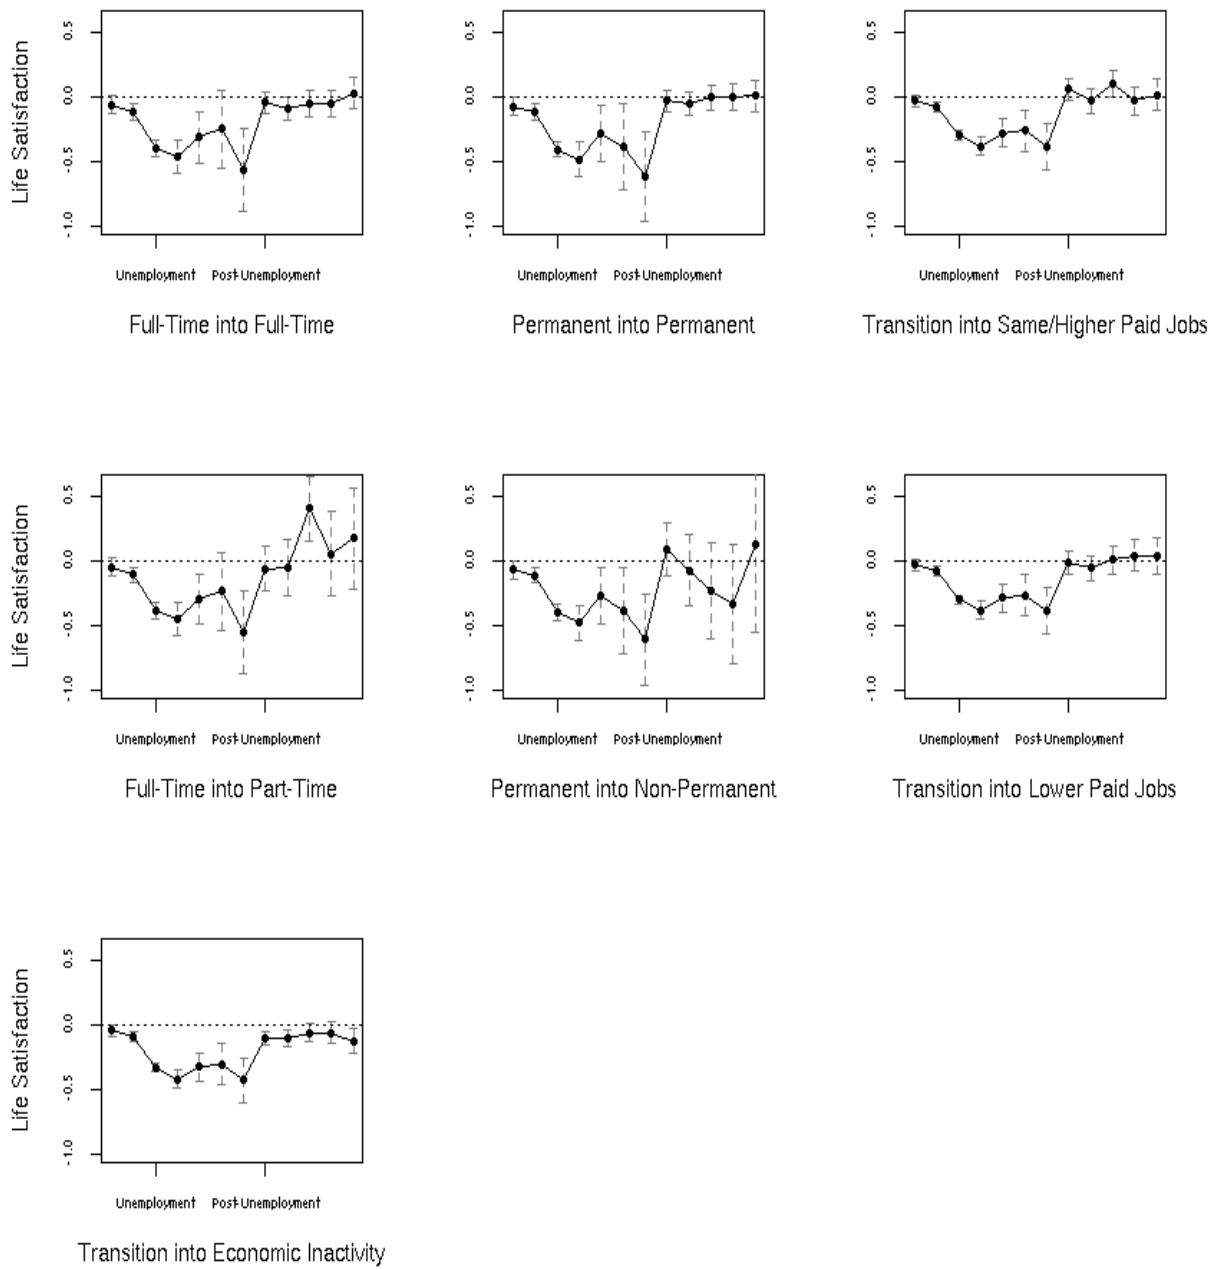 Life Satisfaction
0.5
0.0
-0.5
-1.0
Unemployment Post-Unemployment
Full-Time into Full-Time
0.5
0.0
-0.5
-1.0
Unemployment Post-Unemployment
Permanent into Permanent
0.5
0.0
-0.5
-1.0
Unemployment Post-Unemployment
Transition into Same/Higher Paid Jobs
Life Satisfaction
0.5
0.0
-0.5
-1.0
Unemployment Post-Unemployment
Full-Time into Part-Time
0.5
0.0
-0.5
-1.0
Unemployment Post-Unemployment
Permanent into Non-Permanent
0.5
0.0
-0.5
-1.0
Unemployment Post-Unemployment
Transition into Lower Paid Jobs
Life Satisfaction
0.5
0.0
-0.5
-1.0
Unemployment Post-Unemployment
Transition into Economic Inactivity